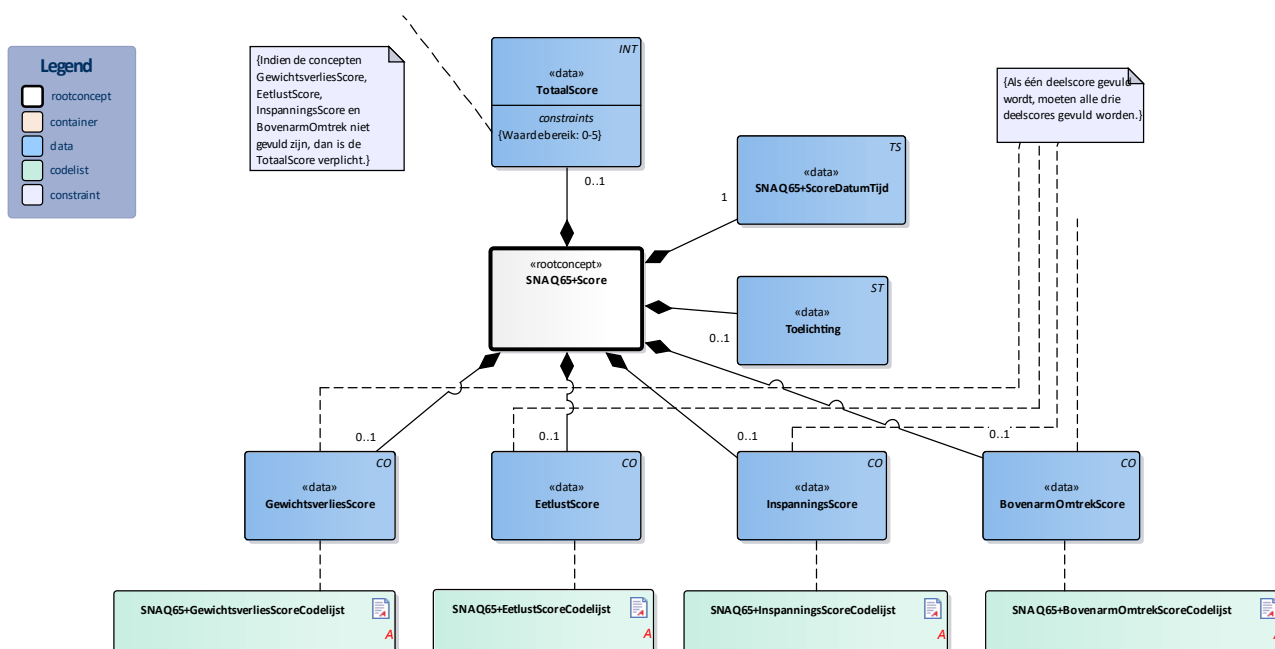 Legend
rootconcept
container
data
codelist
constraint
{Indien de concepten
GewichtsverliesScore,
EetlustScore,
InspanningsScore en
BovenarmOmtrek niet
gevuld zijn, dan is de
TotaalScore verplicht.}
INT
«data»
TotaalScore
constraints
{Waardebereik: 0-5}
0..1
{Als één deelscore gevuld
wordt, moeten alle drie
deelscores gevuld worden.}
TS
«data»
SNAQ65+ScoreDatumTijd
1
«rootconcept»
SNAQ65+Score
ST
«data»
Toelichting
0..1
0..1
0..1
0..1
0..1
CO
«data»
GewichtsverliesScore
CO
«data»
EetlustScore
CO
«data»
InspanningsScore
CO
«data»
BovenarmOmtrekScore
SNAQ65+GewichtsverliesScoreCodelijst
A
SNAQ65+EetlustScoreCodelijst
A
SNAQ65+InspanningsScoreCodelijst
A
SNAQ65+BovenarmOmtrekScoreCodelijst
A